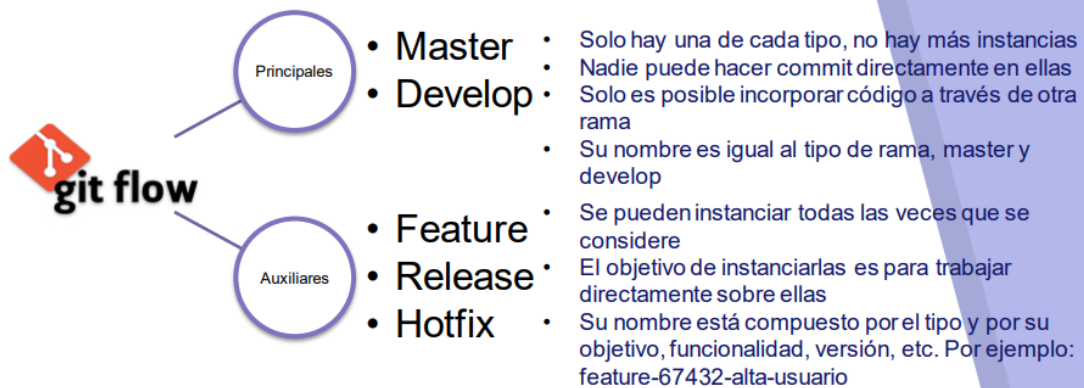 Principales
• Master
• Develop
• Solo hay una de cada tipo, no hay más instancias
• Nadie puede hacer commit directamente en ellas
• Solo es posible incorporar código a través de otra
rama
• Su nombre es igual al tipo de rama, master y
develop
git flow
Auxiliares
• Feature
• Release
• Hotfix
• Se pueden instanciar todas las veces que se
considere
• El objetivo de instanciarlas es para trabajar
directamente sobre ellas
• Su nombre está compuesto por el tipo y por su
objetivo, funcionalidad, versión, etc. Por ejemplo:
feature-67432-alta-usuario